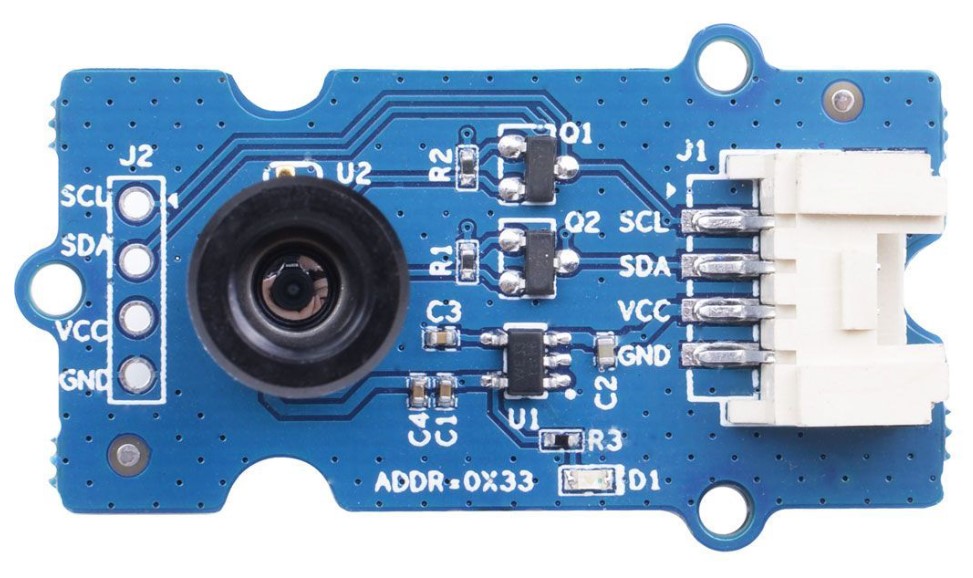 J2
SCL
SDA
VCC
GND
U2
R2
Q1
R1
Q2
J1
SCL
SDA
VCC
GND
C3
C2
C4
C1
U1
R3
ADDR=0X33
D1